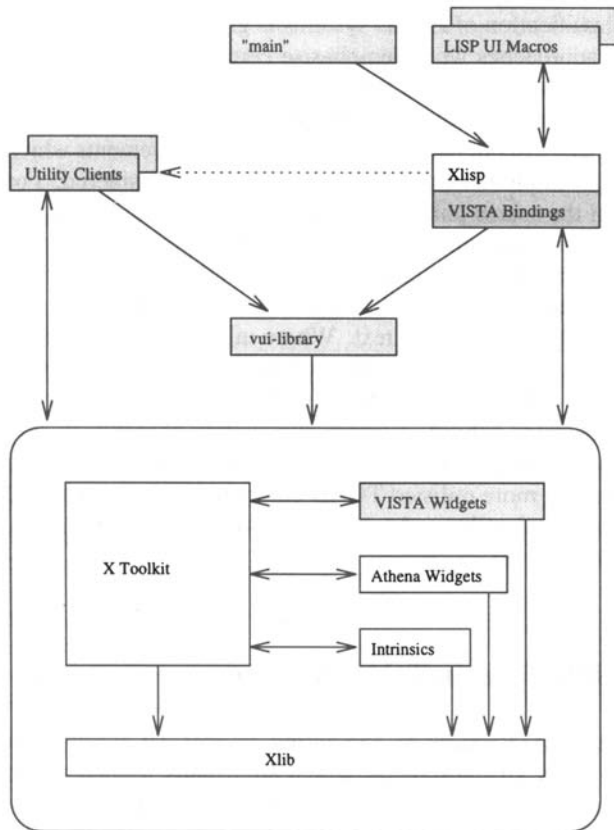 "main"
LISP UI Macros
Utility Clients
Xlisp
VISTA Bindings
vui-library
VISTA Widgets
X Toolkit
Athena Widgets
Intrinsics
Xlib